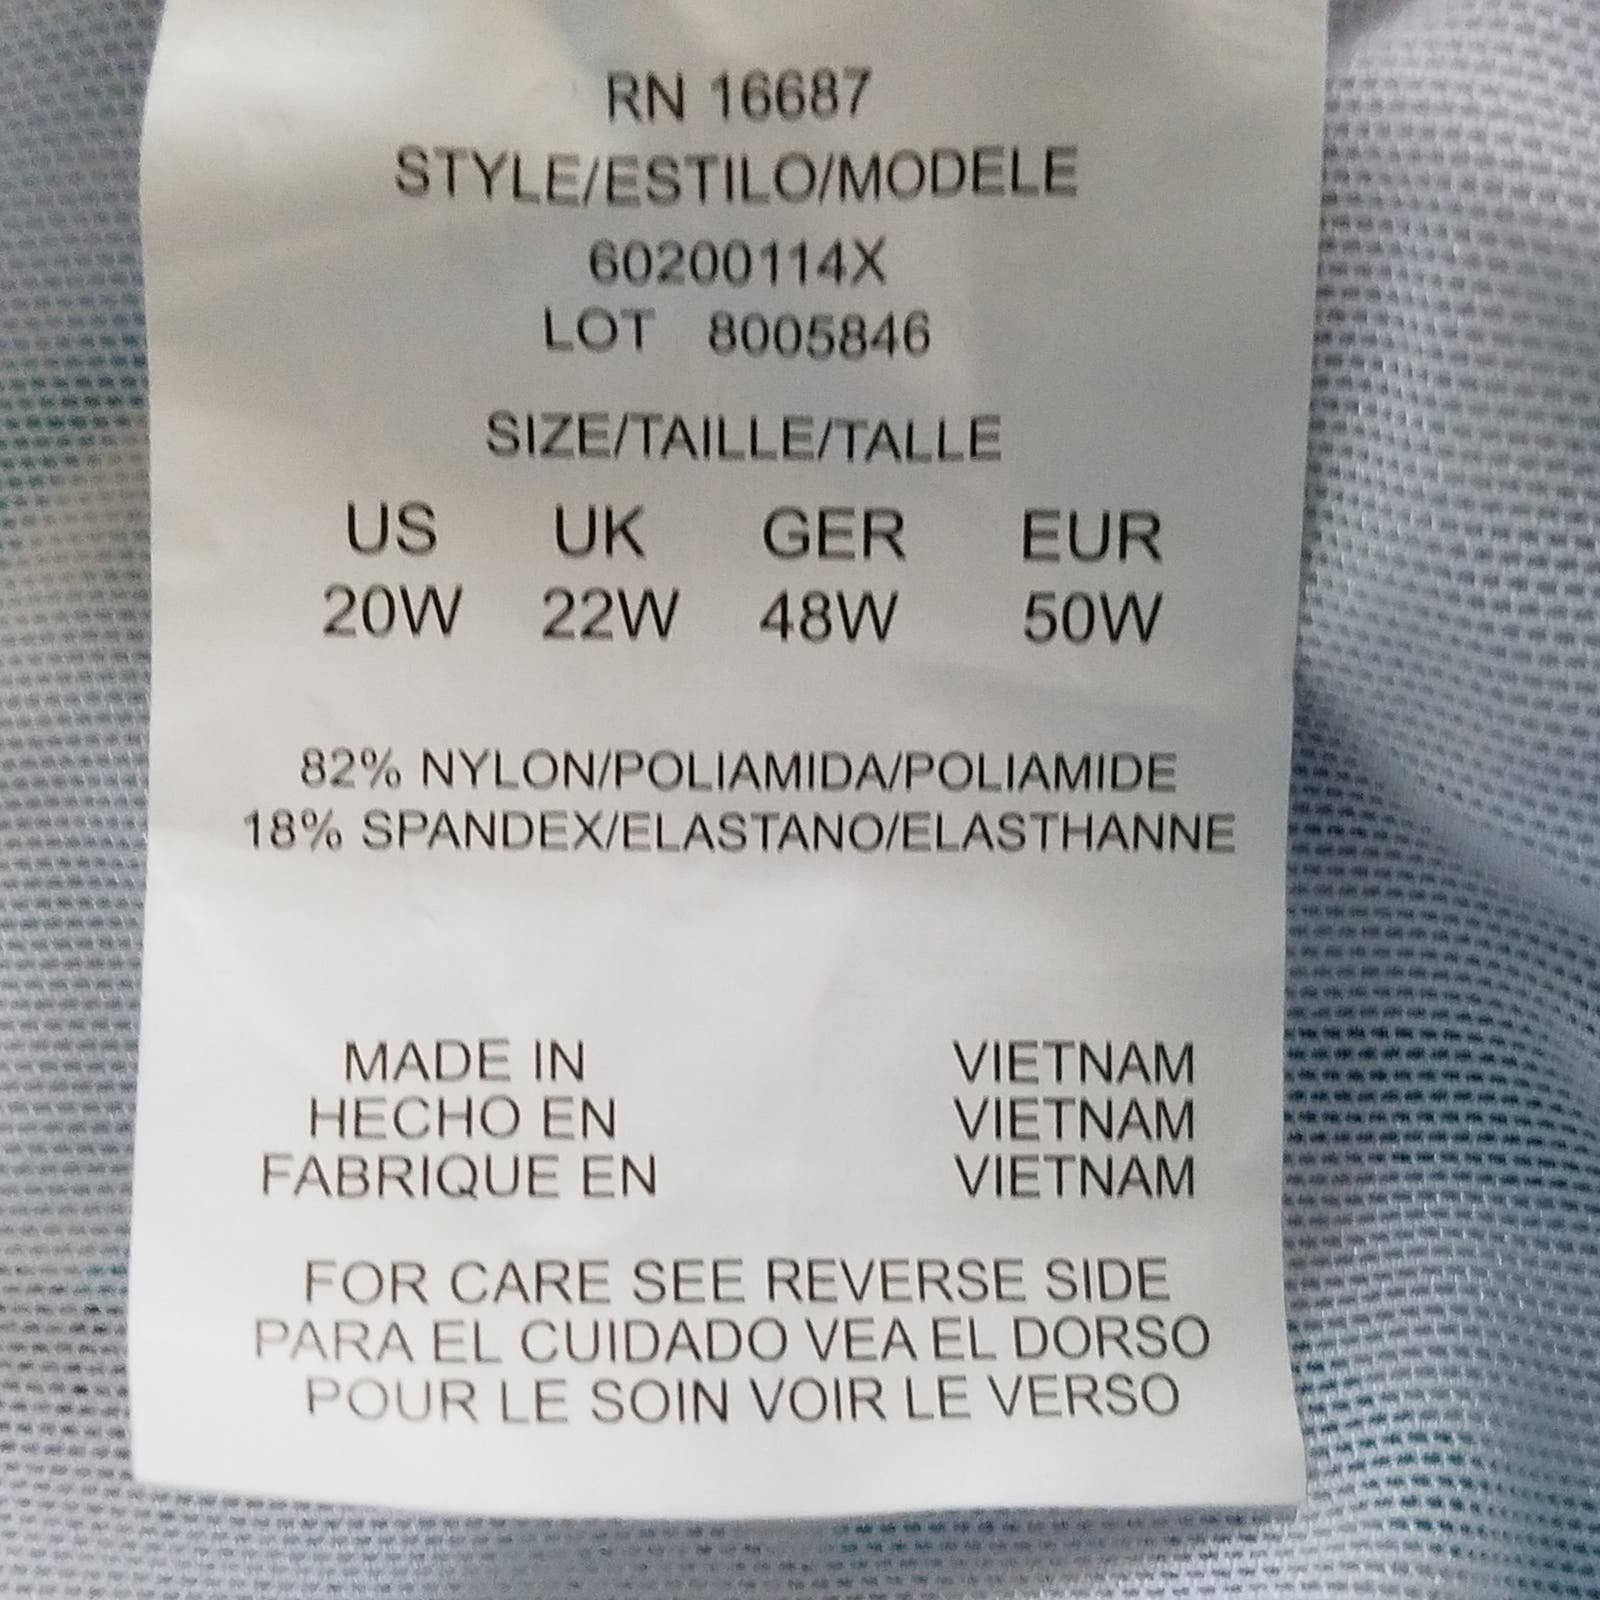 RN 16687
STYLE/ESTILO/MODELE
60200114X
LOT 8005846
SIZE/TAILLE/TALLE
US UK GER EUR
20W 22W 48W 50W
82% NYLON/POLIAMIDA/POLIAMIDE
18% SPANDEX/ELASTANO/ELASTHANNE
MADE IN VIETNAM
HECHO EN VIETNAM
FABRIQUE EN VIETNAM
FOR CARE SEE REVERSE SIDE
PARA EL CUIDADO VEA EL DORSO
POUR LE SOIN VOIR LE VERSO